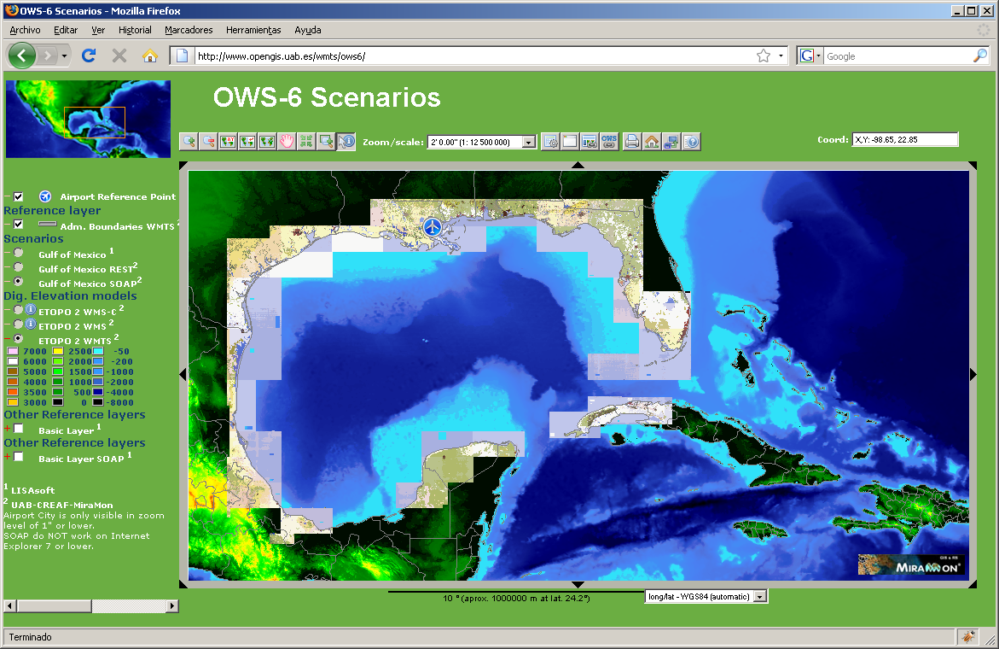 OWS-6 Scenarios - Mozilla Firefox
Archivo Editar Ver Historial Marcadores Herramientas Ayuda
http://www.opengis.uab.es/wmts/ows6/
G Google
OWS-6 Scenarios
Zoom/scale: 2' 0.00" (1: 12 500 000) OWS
Coord: X,Y: -98.65, 22.85
Airport Reference Point
Reference layer
Adm. Boundaries WMTS 2
Scenarios
Gulf of Mexico 1
Gulf of Mexico REST2
Gulf of Mexico SOAP2
Dig. Elevation models
ETOPO 2 WMS-C 2
ETOPO 2 WMS 2
ETOPO 2 WMTS 2
7000 2500 -50
6000 2000 -200
5000 1500 -1000
4000 1000 -2000
3500 500 -4000
3000 0 -8000
Other Reference layers
Basic Layer 1
Other Reference layers
Basic Layer SOAP 1
1 LISAsoft
2 UAB-CREAF-MiraMon
Airport City is only visible in zoom
level of 1" or lower.
SOAP do NOT work on Internet
Explorer 7 or lower.
MIRAMON
10 ° (aprox. 1000000 m at lat. 24.2°)
long/lat - WGS84 (automatic)
Terminado